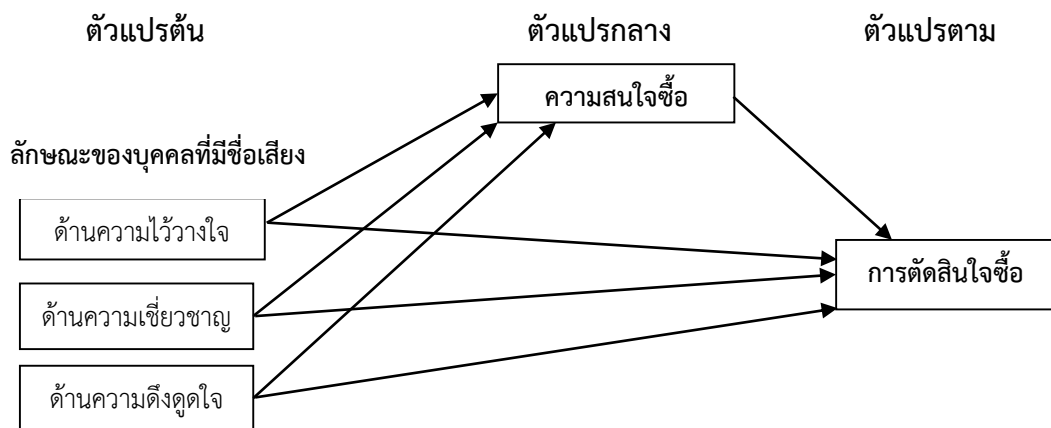 ตัวแปรต้น
ตัวแปรกลาง
ตัวแปรตาม
ความสนใจซื้อ
ลักษณะของบุคคลที่มีชื่อเสียง
ด้านความไว้วางใจ
การตัดสินใจซื้อ
ด้านความเชี่ยวชาญ
ด้านความดึงดูดใจ